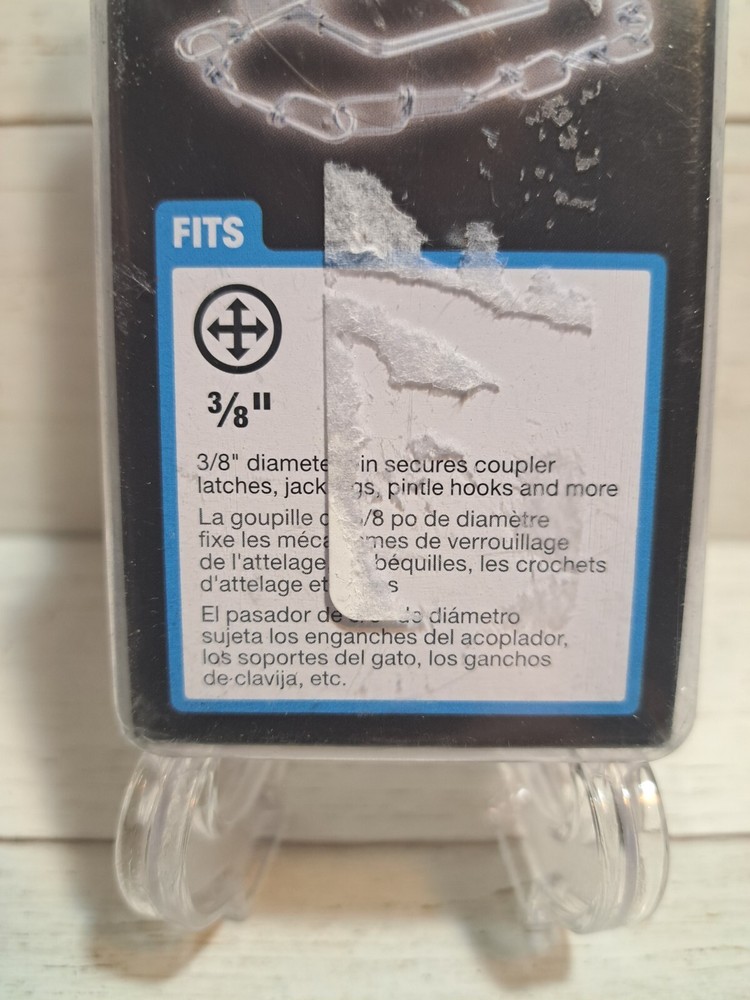 FITS
3/8"
3/8" diamete in secures coupler
latches, jack gs, pintle hooks and more
La goupille d /8 po de diamètre
fixe les méca mes de verrouillage
de l'attelage béquilles, les crochets
d'attelage et s
El pasador de de diámetro
sujeta los enganches del acoplador,
los soportes del gato, los ganchos
de clavija, etc.